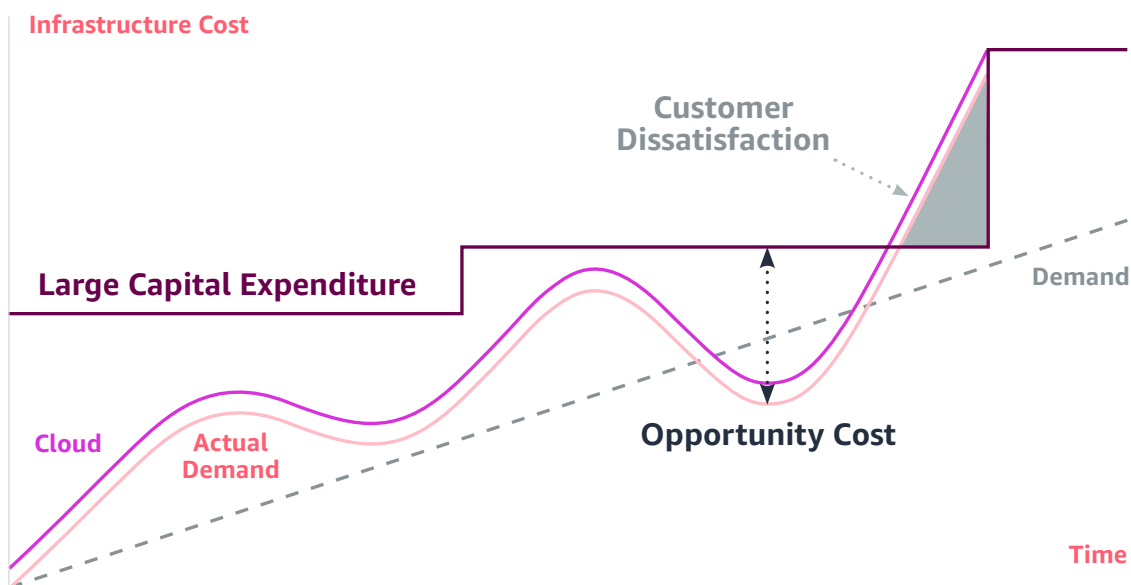 Infrastructure Cost
Customer
Dissatisfaction
Large Capital Expenditure
Demand
Cloud
Actual
Demand
Opportunity Cost
Time